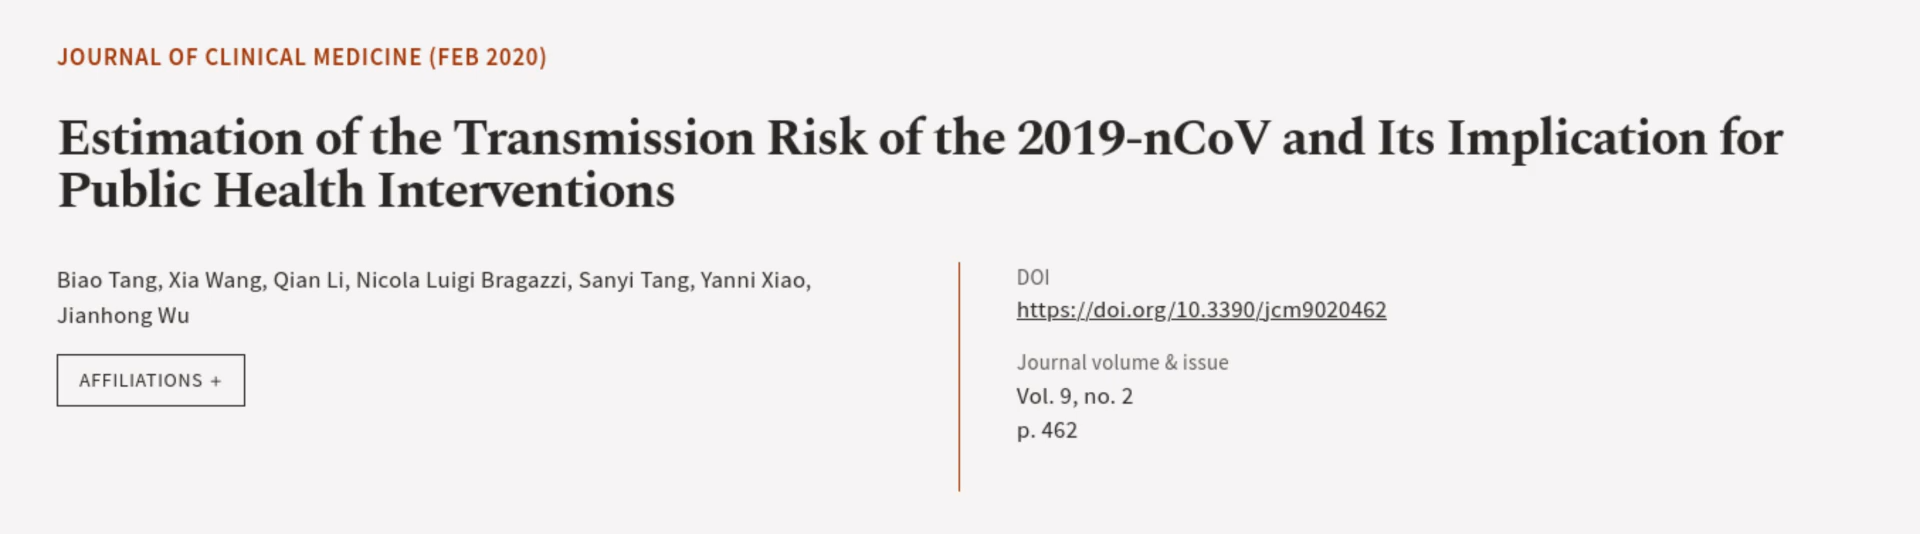 JOURNAL OF CLINICAL MEDICINE (FEB 2020)
Estimation of the Transmission Risk of the 2019-nCoV and Its Implication for
Public Health Interventions
Biao Tang, Xia Wang, Qian Li, Nicola Luigi Bragazzi, Sanyi Tang, Yanni Xiao,
Jianhong Wu
AFFILIATIONS +
DOI
https://doi.org/10.3390/jcm9020462
Journal volume & issue
Vol. 9, no. 2
p. 462